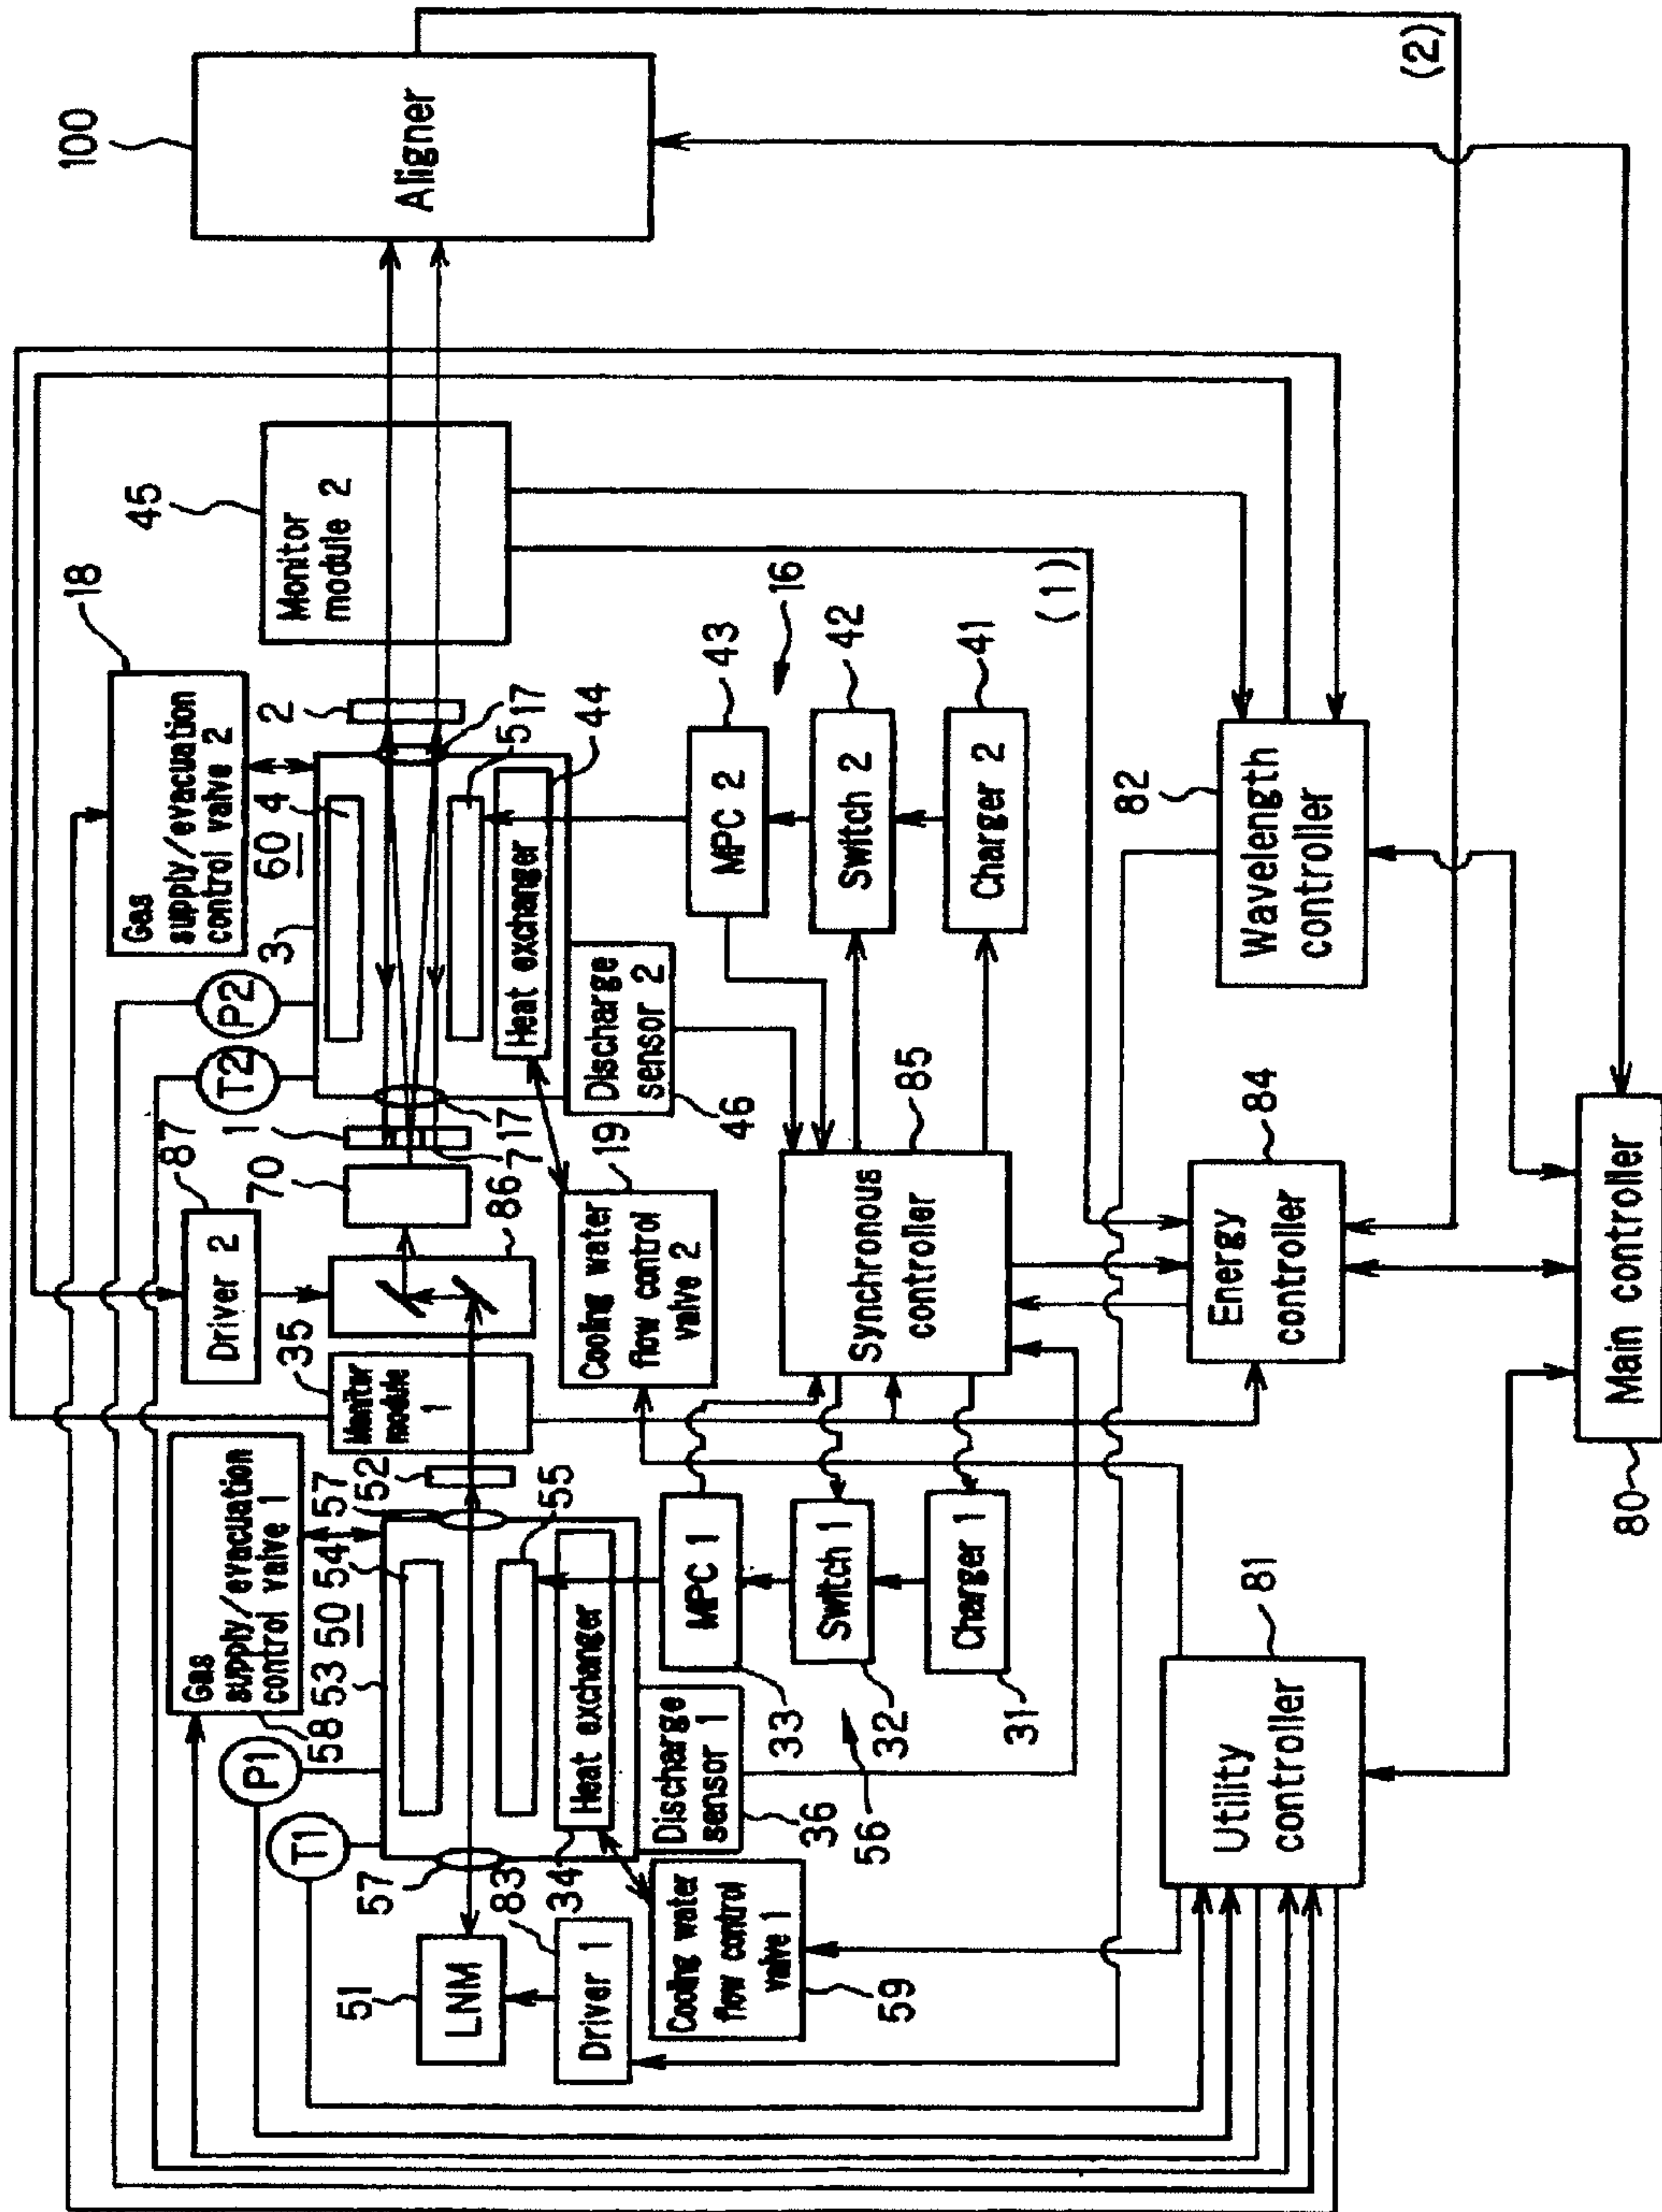 100
Aligner
(2)
45
Monitor
module 2
(1)
18
Gas
supply/evacuation
control valve 2
2
17
5
44
Heat exchanger
4
60
3
P2
T2
Discharge
sensor 2
46
43
MPC 2
16
42
Switch 2
41
Charger 2
82
Wavelength
controller
87
Driver 2
70
1
17
7
86
19
Cooling water
flow control
valve 2
85
Synchronous
controller
84
Energy
controller
Main controller
80
35
Monitor
module
1
52
57
Gas
supply/evacuation
control valve 1
58
54
50
53
55
Heat exchanger
34
P1
T1
57
Discharge
sensor 1
36
MPC 1
33
Switch 1
32
Charger 1
31
56
51
LNM
83
Driver 1
Cooling water
flow control
valve 1
59
81
Utility
controller